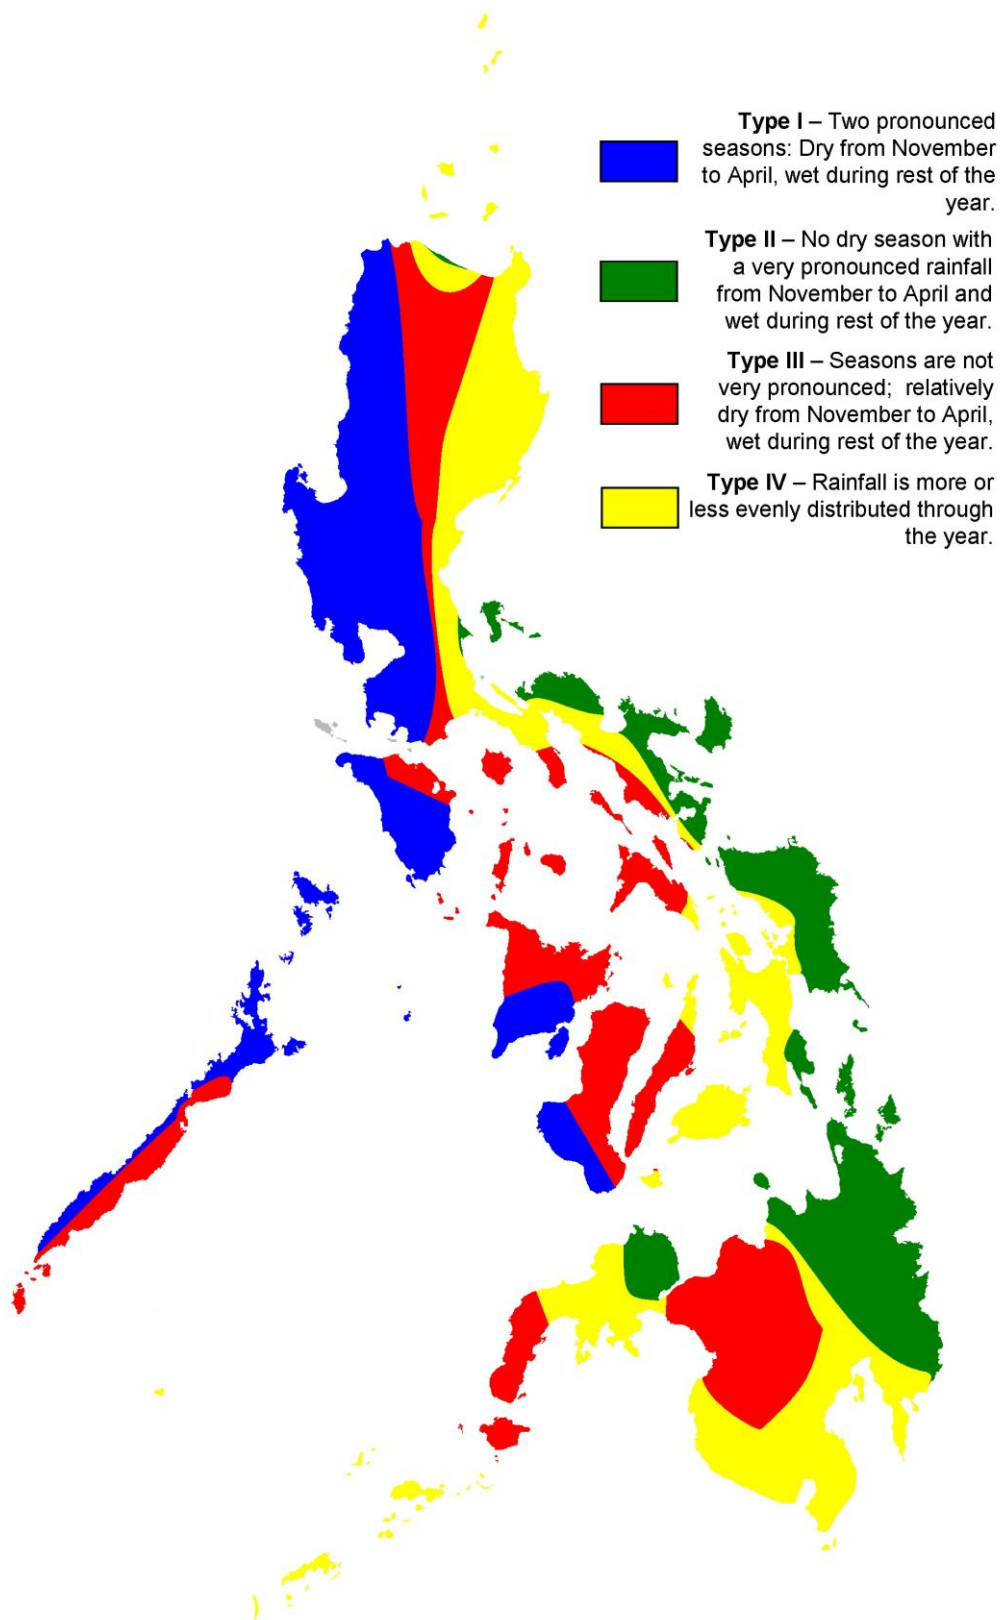 Type I – Two pronounced
seasons: Dry from November
to April, wet during rest of the
year.
Type II – No dry season with
a very pronounced rainfall
from November to April and
wet during rest of the year.
Type III – Seasons are not
very pronounced; relatively
dry from November to April,
wet during rest of the year.
Type IV – Rainfall is more or
less evenly distributed through
the year.